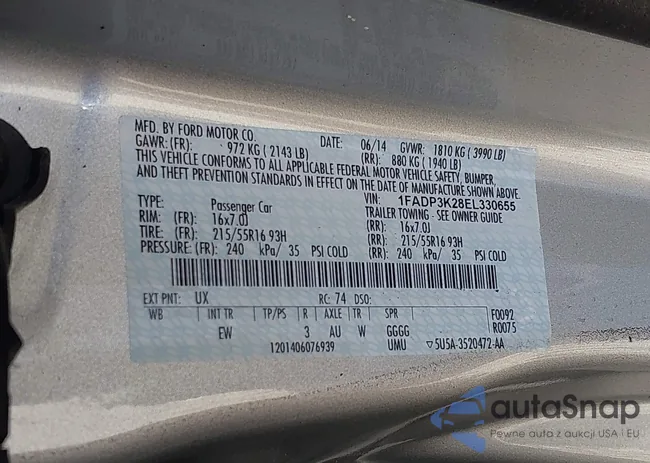 MFD. BY FORD MOTOR CO. DATE: 06/14 GVWR: 1810 KG ( 3990 LB)
GAWR: (FR): 972 KG ( 2143 LB) (RR): 880 KG ( 1940 LB)
THIS VEHICLE CONFORMS TO ALL APPLICABLE FEDERAL MOTOR VEHICLE SAFETY, BUMPER,
AND THEFT PREVENTION STANDARDS IN EFFECT ON THE DATE OF MANUFACTURE SHOWN ABOVE.
VIN: 1FADP3K28EL330655
TYPE: Passenger Car TRAILER TOWING - SEE OWNER GUIDE
RIM: (FR): 16x7.0J (RR): 16x7.0J
TIRE: (FR): 215/55R16 93H (RR): 215/55R16 93H
PRESSURE: (FR): 240 kPa/ 35 PSI COLD (RR): 240 kPa/ 35 PSI COLD
EXT PNT: UX RC: 74 DSO: F0092
WB INT TR TP/PS R AXLE TR SPR R0075
EW 3 AU W GGGG
1201406076939 UMU ▽5U5A-3520472-AA
autaSnap
Pewne auta z aukcji USA i EU